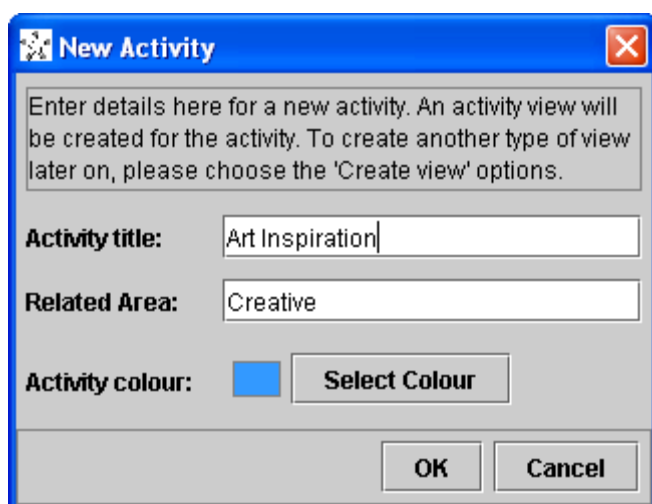 New Activity
Enter details here for a new activity. An activity view will
be created for the activity. To create another type of view
later on, please choose the 'Create view' options.
Activity title: Art Inspiration
Related Area: Creative
Activity colour: Select Colour
OK Cancel